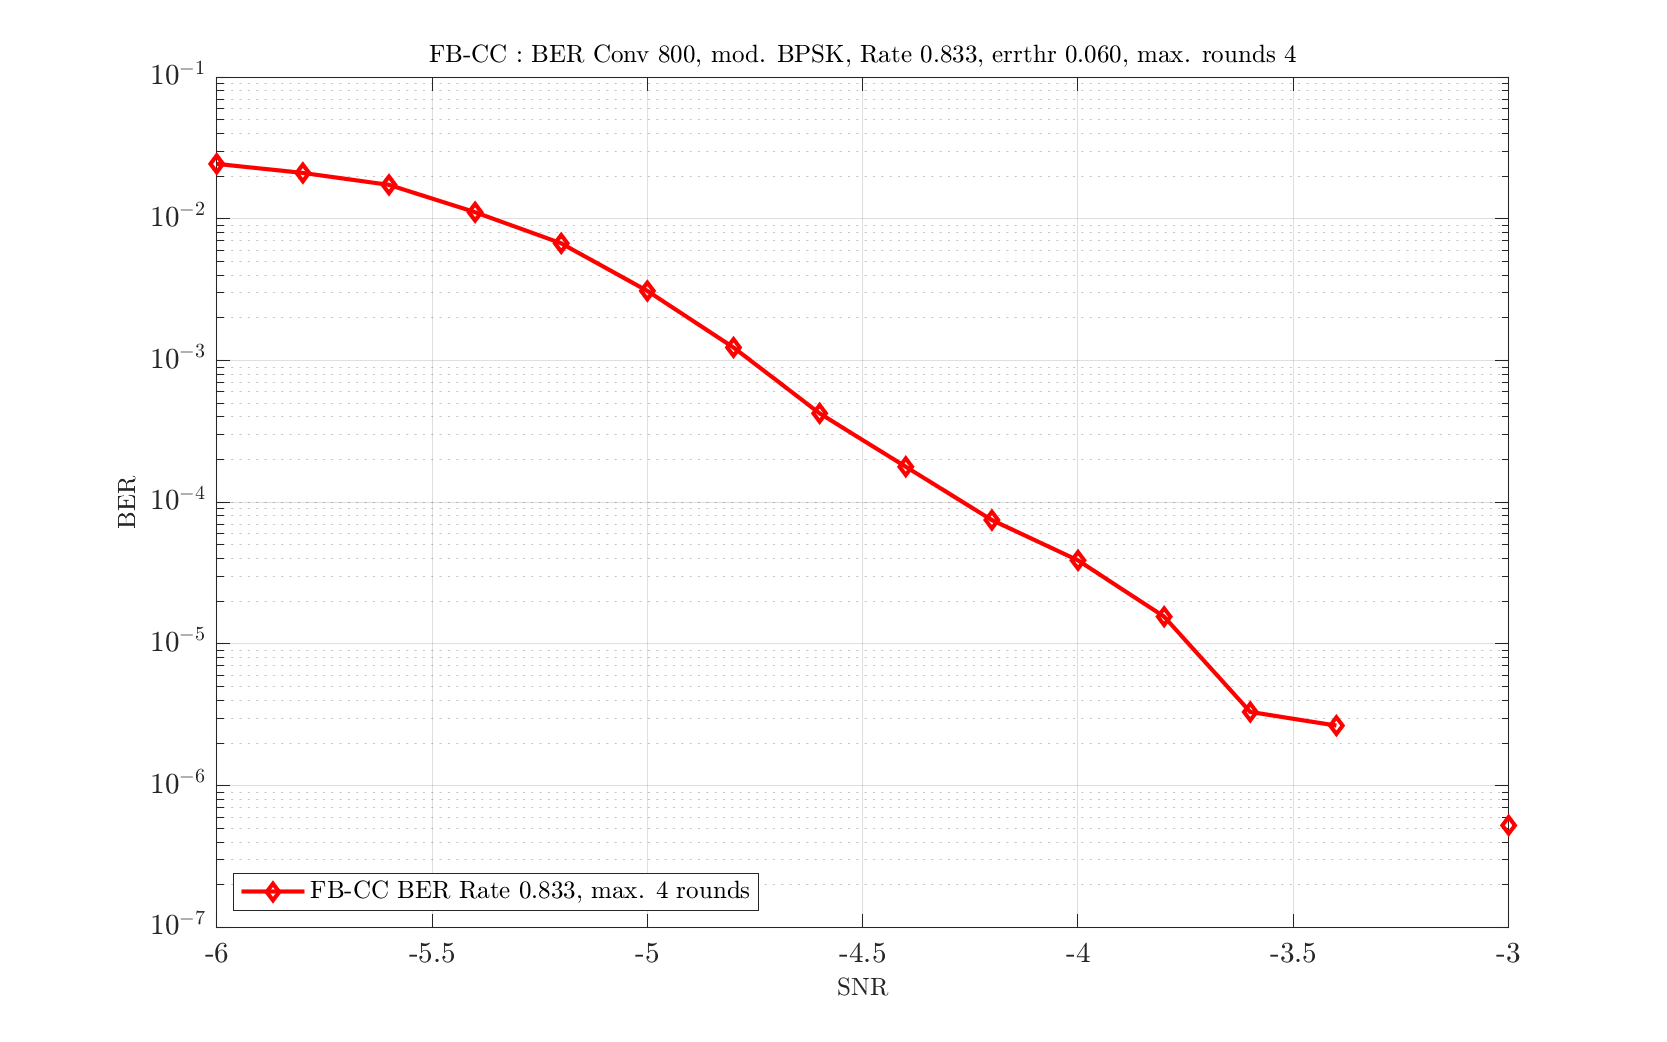 FB-CC : BER Conv 800, mod. BPSK, Rate 0.833, errthr 0.060, max. rounds 4
10⁻¹
10⁻²
10⁻³
10⁻⁴
10⁻⁵
10⁻⁶
10⁻⁷
BER
FB-CC BER Rate 0.833, max. 4 rounds
-6 -5.5 -5 -4.5 -4 -3.5 -3
SNR